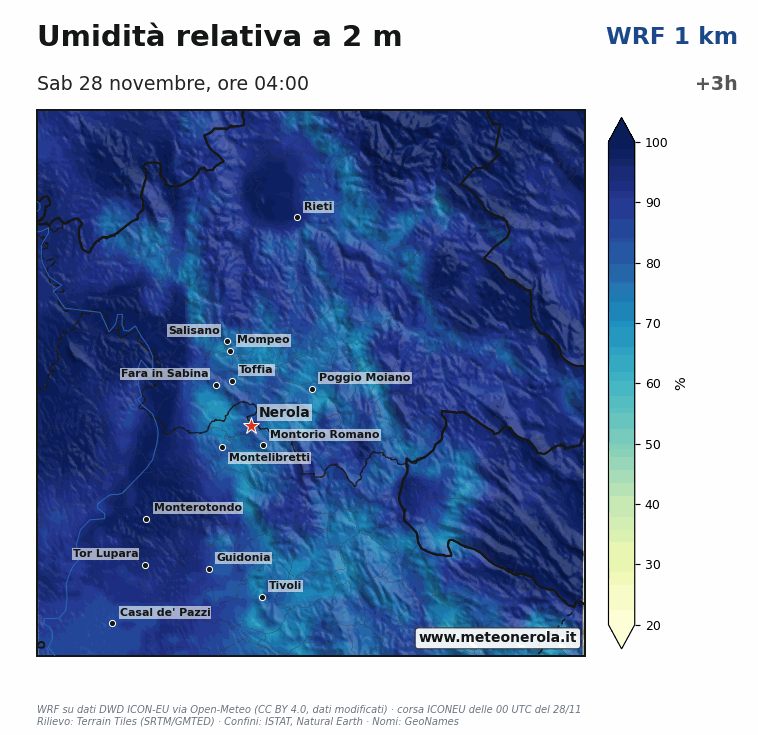 Umidità relativa a 2 m
WRF 1 km
Sab 28 novembre, ore 04:00
+3h
Rieti
Salisano
Mompeo
Toffia
Fara in Sabina
Poggio Moiano
Nerola
Montorio Romano
Montelibretti
Monterotondo
Tor Lupara
Guidonia
Tivoli
Casal de' Pazzi
www.meteonerola.it
100
90
80
70
60
50
40
30
20
%
WRF su dati DWD ICON-EU via Open-Meteo (CC BY 4.0, dati modificati) · corsa ICONEU delle 00 UTC del 28/11
Rilievo: Terrain Tiles (SRTM/GMTED) · Confini: ISTAT, Natural Earth · Nomi: GeoNames